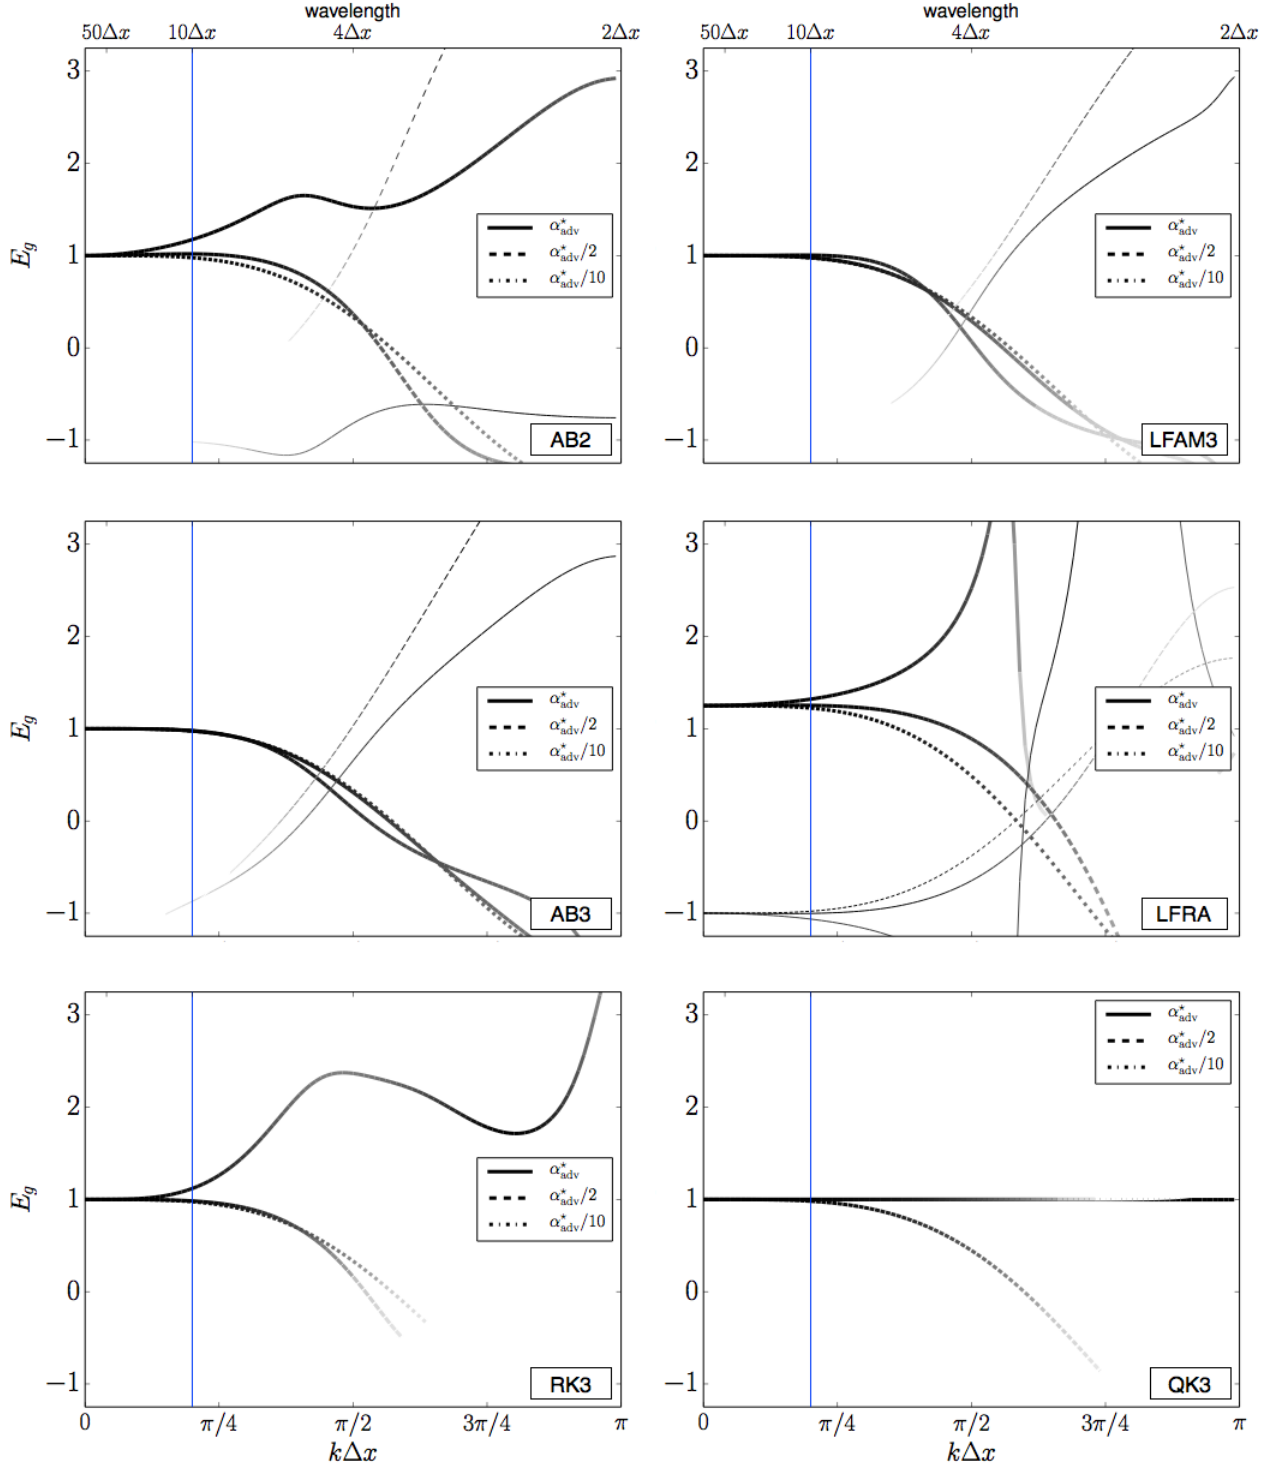 wavelength
50Δx 10Δx 4Δx 2Δx
wavelength
50Δx 10Δx 4Δx 2Δx
3
2
1
0
−1
E_g
α*_adv
α*_adv/2
α*_adv/10
AB2
3
2
1
0
−1
α*_adv
α*_adv/2
α*_adv/10
LFAM3
3
2
1
0
−1
E_g
α*_adv
α*_adv/2
α*_adv/10
AB3
3
2
1
0
−1
α*_adv
α*_adv/2
α*_adv/10
LFRA
3
2
1
0
−1
E_g
α*_adv
α*_adv/2
α*_adv/10
RK3
0 π/4 π/2 3π/4 π
kΔx
3
2
1
0
−1
α*_adv
α*_adv/2
α*_adv/10
QK3
0 π/4 π/2 3π/4 π
kΔx